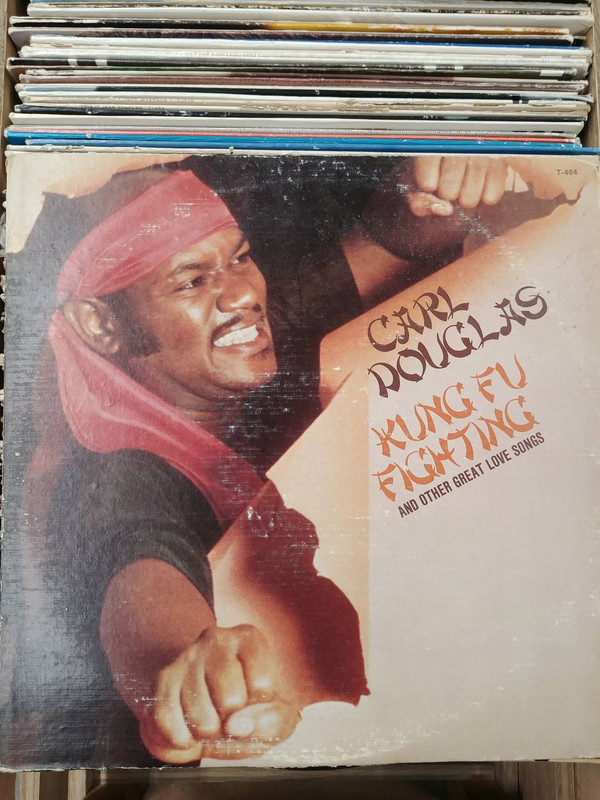 T-464
CARL
DOUGLAS
KUNG FU
FIGHTING
AND OTHER GREAT LOVE SONGS